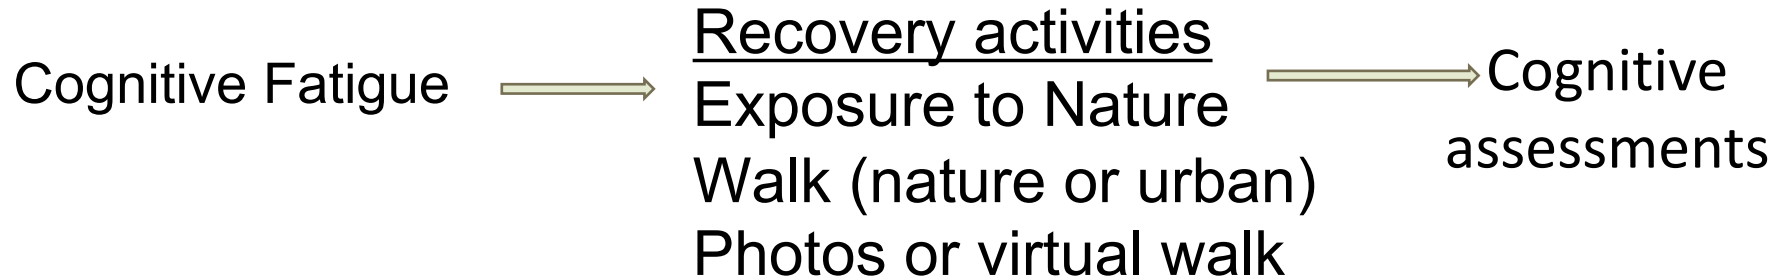 Cognitive Fatigue
Recovery activities
Exposure to Nature
Walk (nature or urban)
Photos or virtual walk
Cognitive
assessments